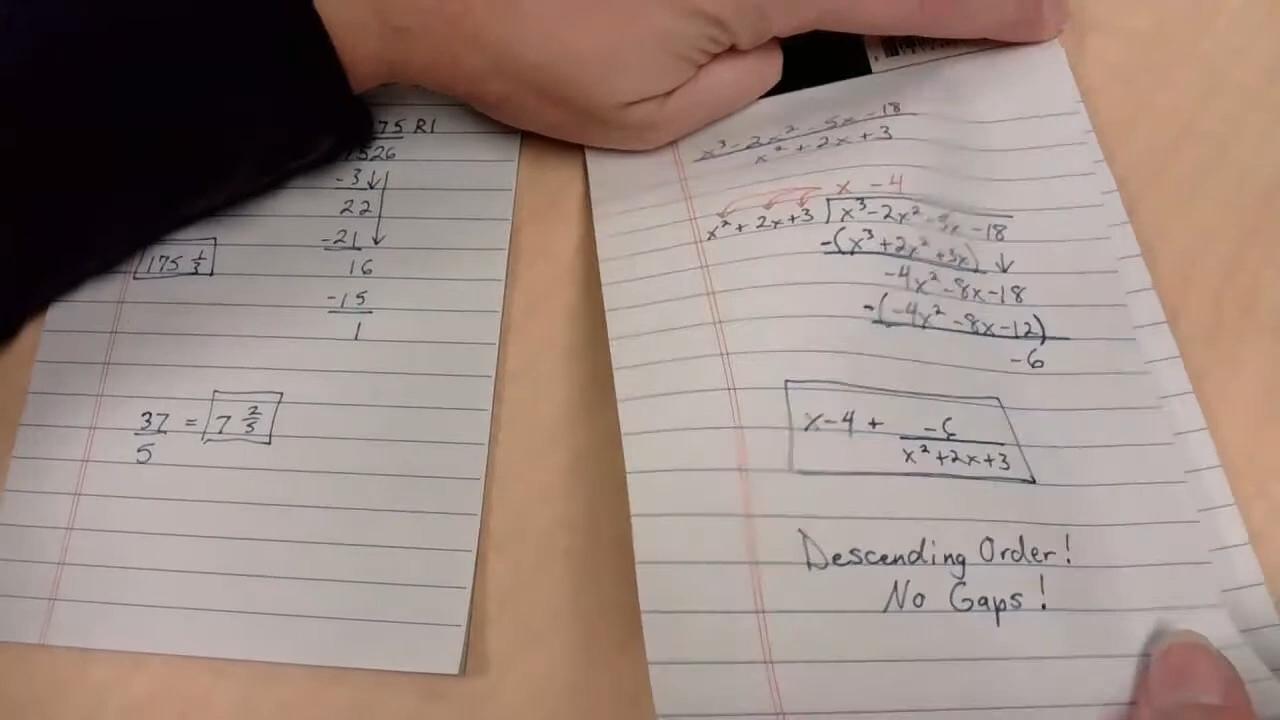 75 R1
526
-3↓
22
-21
175 1/3
16
-15
1
37/5 = 7 2/5
x³ - 2x² - 5x - 18
x² + 2x + 3
x - 4
x² + 2x + 3 x³ - 2x² - 5x - 18
-(x³ + 2x² + 3x) ↓
-4x² - 8x - 18
-(-4x² - 8x - 12)
-6
x - 4 + -6/x² + 2x + 3
Descending Order!
No Gaps!